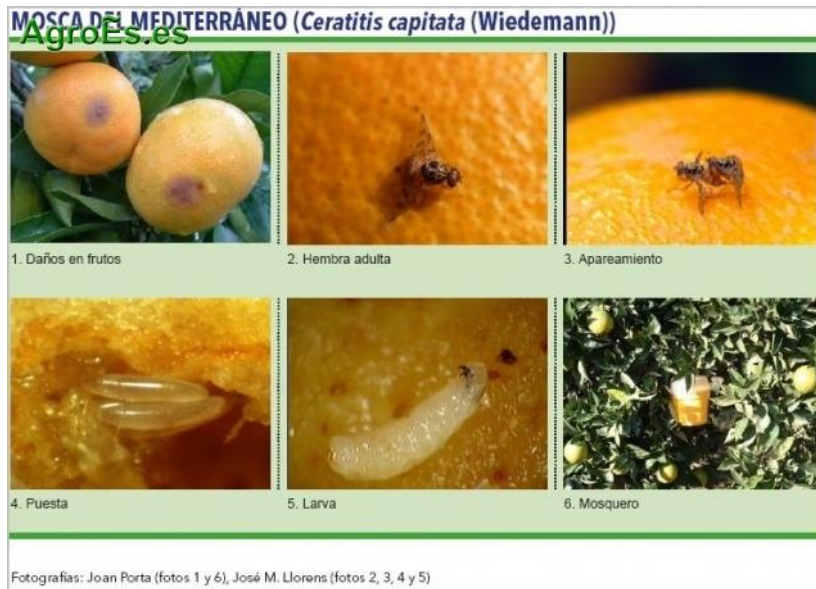 MOSCA DEL MEDITERRÁNEO (Ceratitis capitata (Wiedemann))
AgroEs.es
1. Daños en frutos
2. Hembra adulta
3. Apareamiento
4. Puesta
5. Larva
6. Mosquero
Fotografías: Joan Porta (fotos 1 y 6), José M. Llorens (fotos 2, 3, 4 y 5)